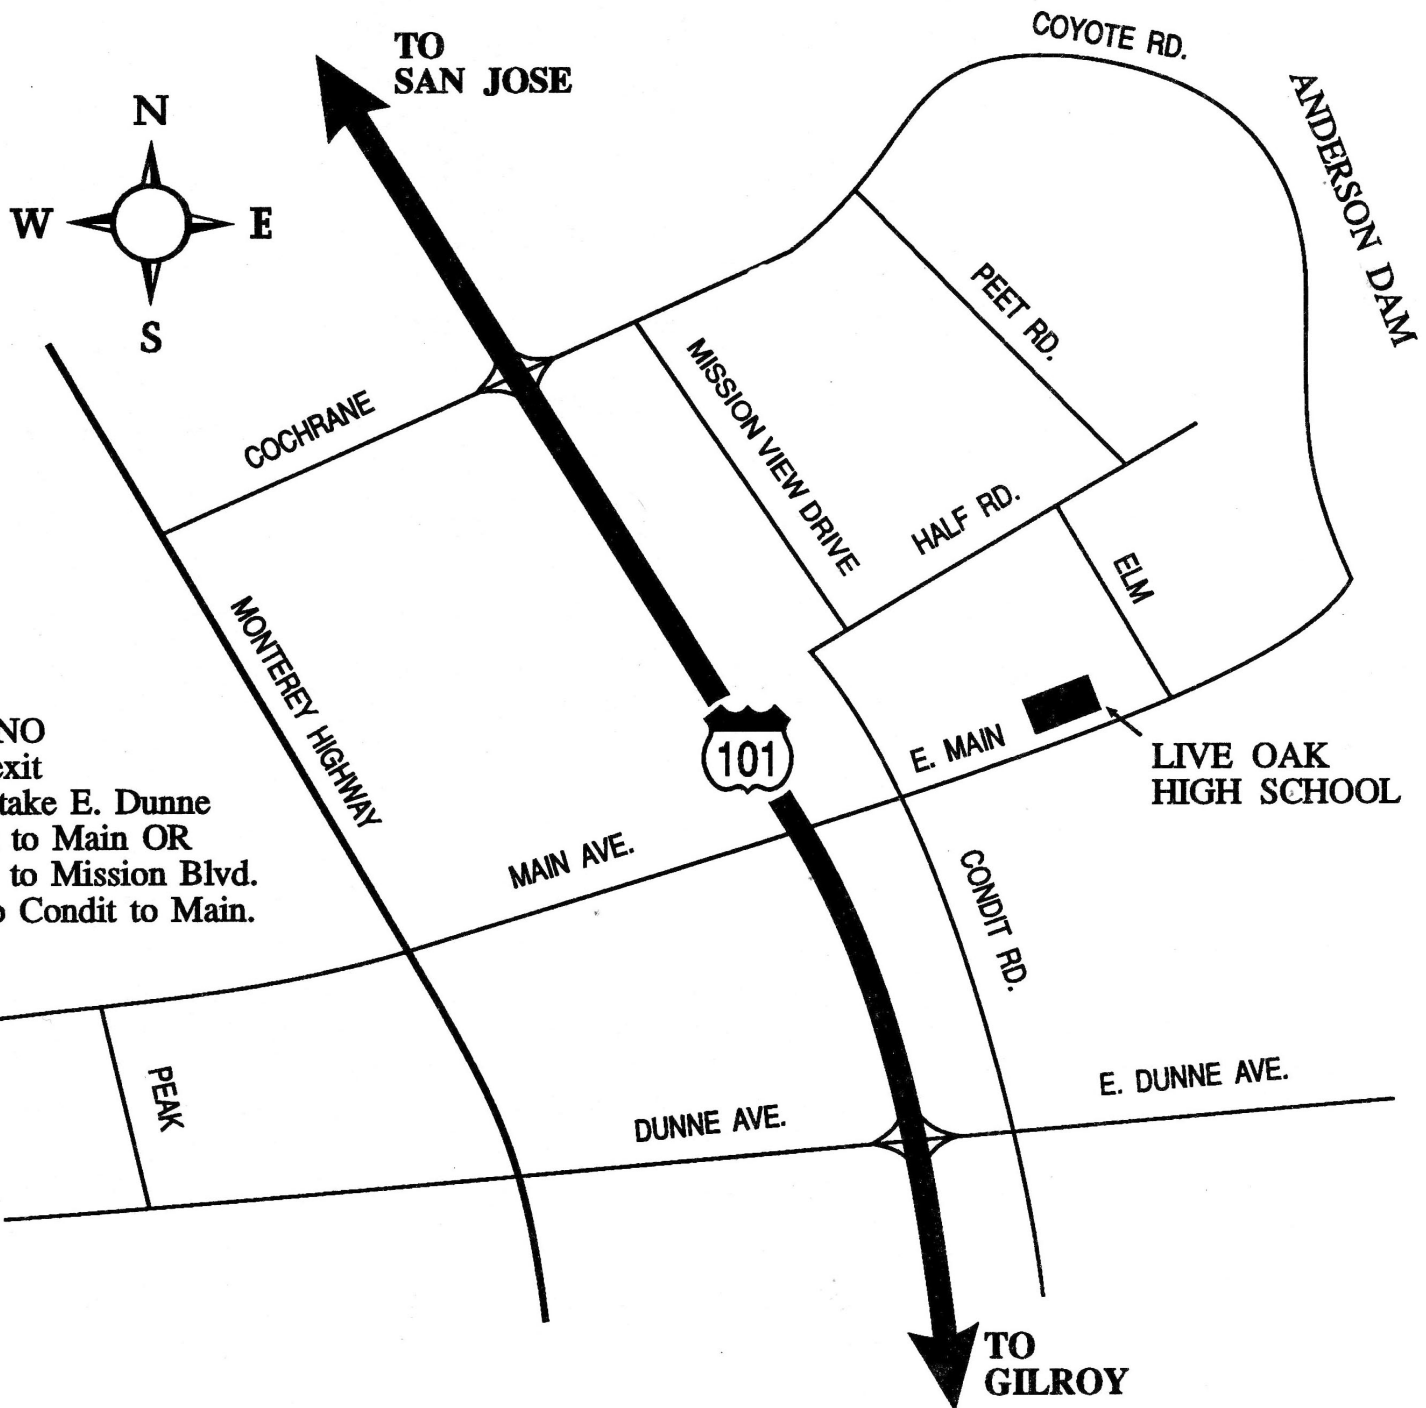 COYOTE RD.
TO
SAN JOSE
ANDERSON DAM
N
W
E
S
PEET RD.
MISSION VIEW DRIVE
COCHRANE
HALF RD.
ELM
MONTEREY HIGHWAY
NO
exit
take E. Dunne
to Main OR
to Mission Blvd.
Condit to Main.
101
E. MAIN
LIVE OAK
HIGH SCHOOL
MAIN AVE.
CONDIT RD.
PEAK
DUNNE AVE.
E. DUNNE AVE.
TO
GILROY